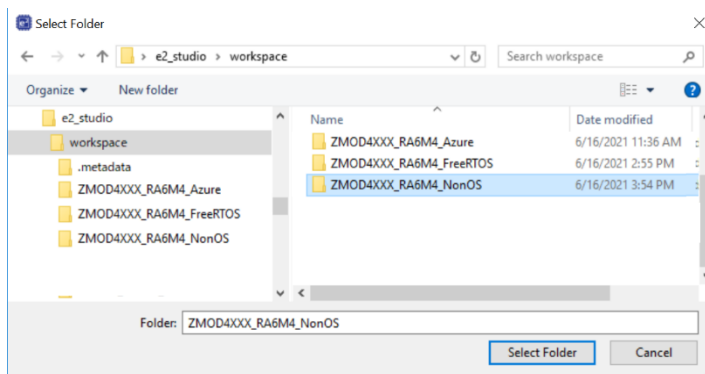 e2 Select Folder
e2_studio > workspace
Search workspace
Organize
New folder
e2_studio
workspace
.metadata
ZMOD4XXX_RA6M4_Azure
ZMOD4XXX_RA6M4_FreeRTOS
ZMOD4XXX_RA6M4_NonOS
Name Date modified
ZMOD4XXX_RA6M4_Azure 6/16/2021 11:36 AM
ZMOD4XXX_RA6M4_FreeRTOS 6/16/2021 2:55 PM
ZMOD4XXX_RA6M4_NonOS 6/16/2021 3:54 PM
Folder: ZMOD4XXX_RA6M4_NonOS
Select Folder Cancel